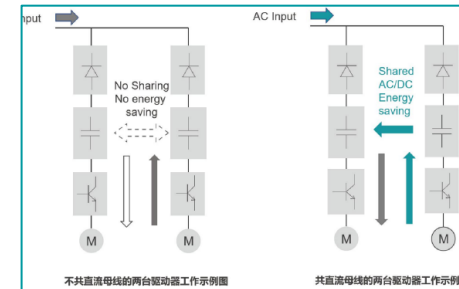 nput
AC Input
No Sharing
No energy
saving
Shared
AC/DC
Energy
saving
M
M
M
M
不共直流母线的两台驱动器工作示例图
共直流母线的两台驱动器工作示例